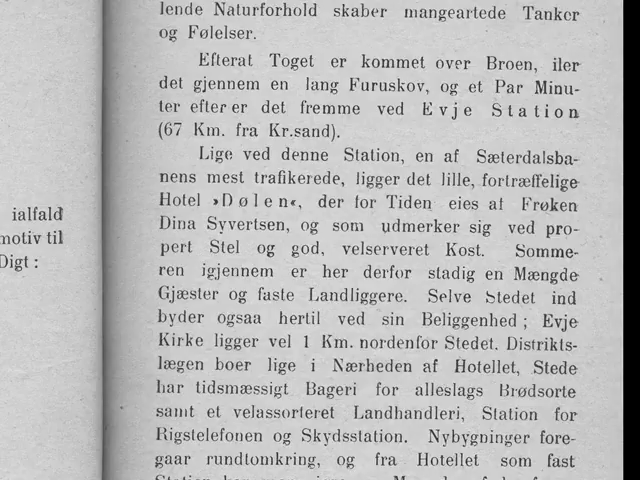 ialfald
motiv til
Digt :
lende Naturforhold skaber mangeartede Tanker
og Følelser.
Efterat Toget er kommet over Broen, iler
det gjennem en lang Furuskov, og et Par Minu-
ter efter er det fremme ved Evje Station
(67 Km. fra Kr.sand).
Lige ved denne Station, en af Sæterdalsba-
nens mest trafikerede, ligger det lille, fortræffelige
Hotel »Dølen«, der for Tiden eies af Frøken
Dina Syvertsen, og som udmerker sig ved pro-
pert Stel og god, velserveret Kost. Somme-
ren igjennem er her derfor stadig en Mængde
Gjæster og faste Landliggere. Selve Stedet ind
byder ogsaa hertil ved sin Beliggenhed ; Evje
Kirke ligger vel 1 Km. nordenfor Stedet. Distrikts-
lægen boer lige i Nærheden af Hotellet, Stede
har tidsmæssigt Bageri for alleslags Brødsorte
samt et velassorteret Landhandleri, Station for
Rigstelefonen og Skydsstation. Nybygninger fore-
gaar rundtomkring, og fra Hotellet som fast